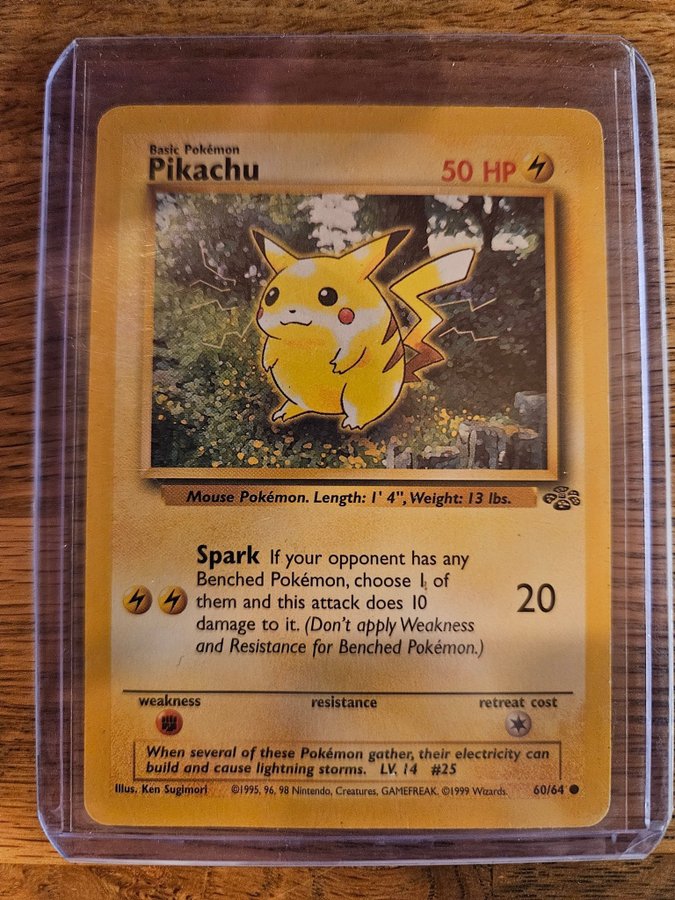 Basic Pokémon
Pikachu
50 HP
Mouse Pokémon. Length: 1' 4", Weight: 13 lbs.
Spark If your opponent has any
Benched Pokémon, choose 1 of
them and this attack does 10
damage to it. (Don't apply Weakness
and Resistance for Benched Pokémon.)
20
weakness
resistance
retreat cost
When several of these Pokémon gather, their electricity can
build and cause lightning storms. LV. 14 #25
Illus. Ken Sugimori
©1995, 96, 98 Nintendo, Creatures, GAMEFREAK. ©1999 Wizards.
60/64